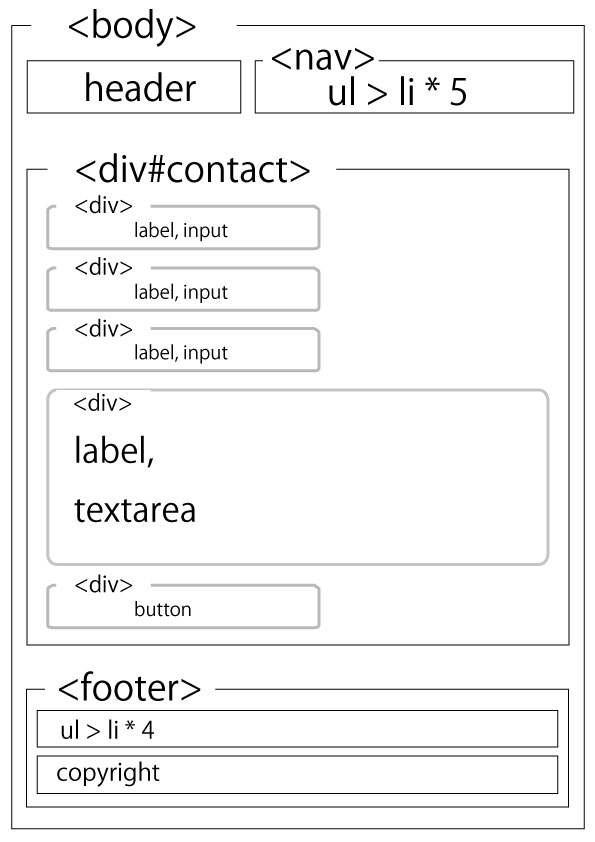 <body>
header
<nav>
ul > li * 5
<div#contact>
<div>
label, input
<div>
label, input
<div>
label, input
<div>
label,
textarea
<div>
button
<footer>
ul > li * 4
copyright